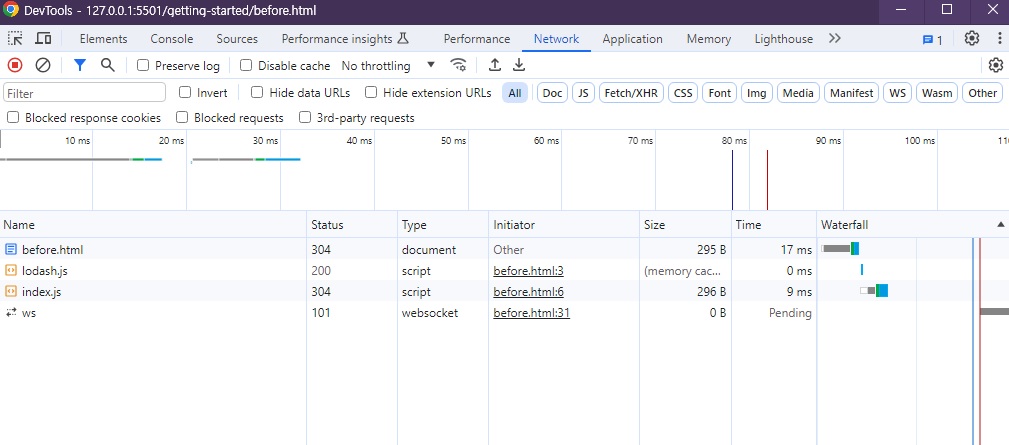 DevTools - 127.0.0.1:5501/getting-started/before.html
Elements Console Sources Performance insights Performance Network Application Memory Lighthouse 1
Preserve log Disable cache No throttling
Filter Invert Hide data URLs Hide extension URLs All Doc JS Fetch/XHR CSS Font Img Media Manifest WS Wasm Other
Blocked response cookies Blocked requests 3rd-party requests
10 ms 20 ms 30 ms 40 ms 50 ms 60 ms 70 ms 80 ms 90 ms 100 ms 11
Name Status Type Initiator Size Time Waterfall
before.html 304 document Other 295 B 17 ms
lodash.js 200 script before.html:3 (memory cac... 0 ms
index.js 304 script before.html:6 296 B 9 ms
ws 101 websocket before.html:31 0 B Pending